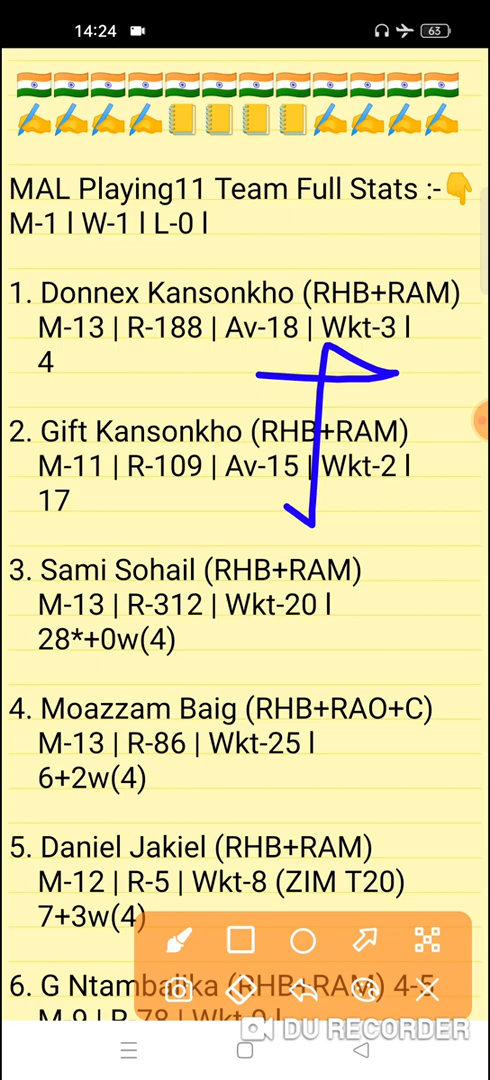 14:24
63
MAL Playing11 Team Full Stats :-👇
M-1 l W-1 l L-0 l
1. Donnex Kansonkho (RHB+RAM)
M-13 | R-188 | Av-18 | Wkt-3 l
4
2. Gift Kansonkho (RHB+RAM)
M-11 | R-109 | Av-15 | Wkt-2 l
17
3. Sami Sohail (RHB+RAM)
M-13 | R-312 | Wkt-20 l
28*+0w(4)
4. Moazzam Baig (RHB+RAO+C)
M-13 | R-86 | Wkt-25 l
6+2w(4)
5. Daniel Jakiel (RHB+RAM)
M-12 | R-5 | Wkt-8 (ZIM T20)
7+3w(4)
6. G Ntambalika (RHB+RAM) 4-5
M-9 | R-78 | Wkt-0 l
DU RECORDER